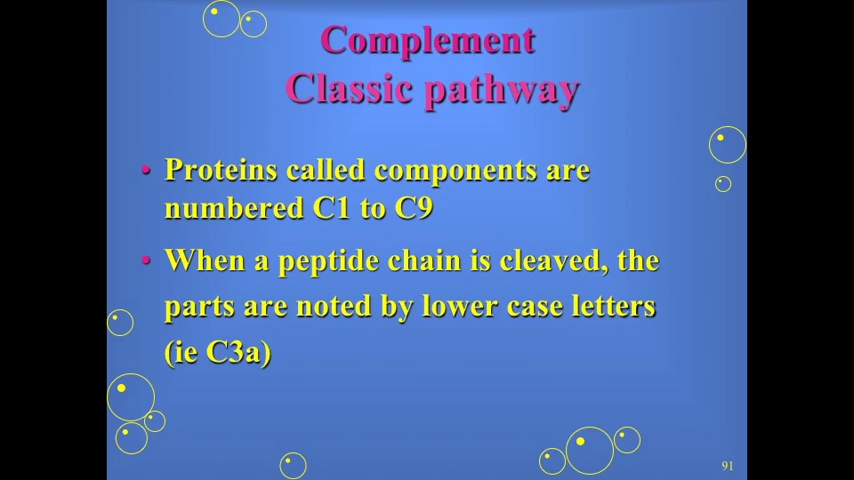 Complement
Classic pathway
• Proteins called components are
numbered C1 to C9
• When a peptide chain is cleaved, the
parts are noted by lower case letters
(ie C3a)
91